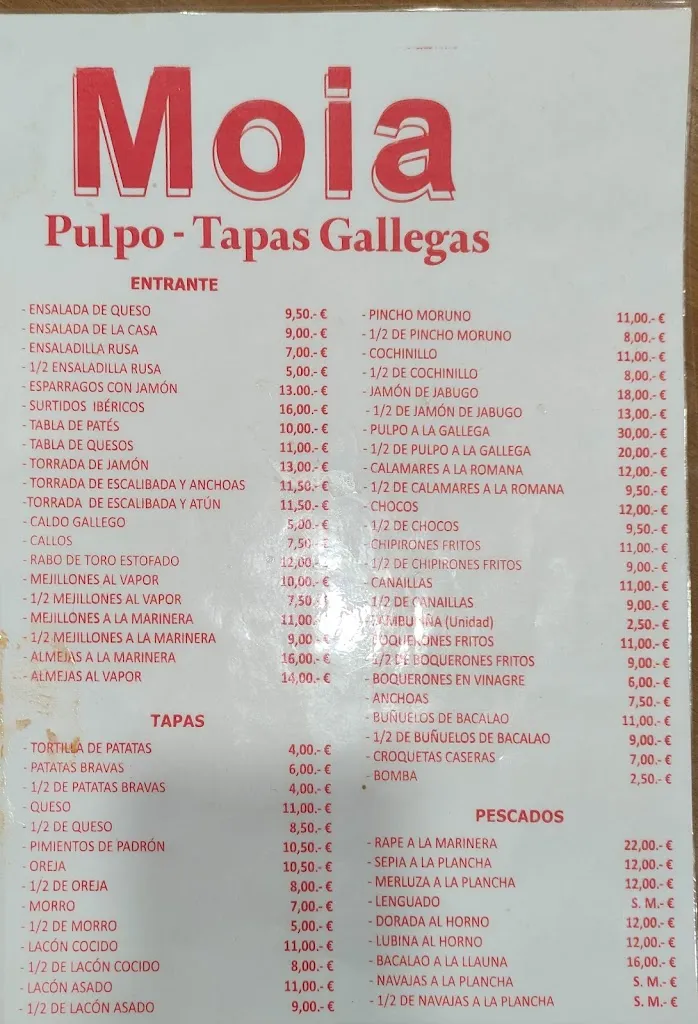 Moia
Pulpo - Tapas Gallegas
ENTRANTE
- ENSALADA DE QUESO 9,50.- €
- ENSALADA DE LA CASA 9,00.- €
- ENSALADILLA RUSA 7,00.- €
- 1/2 ENSALADILLA RUSA 5,00.- €
- ESPARRAGOS CON JAMÓN 13.00.- €
- SURTIDOS IBÉRICOS 16,00.- €
- TABLA DE PATÉS 10,00.- €
- TABLA DE QUESOS 11,00.- €
- TORRADA DE JAMÓN 13,00.- €
- TORRADA DE ESCALIBADA Y ANCHOAS 11,50.- €
-TORRADA DE ESCALIBADA Y ATÚN 11,50.- €
- CALDO GALLEGO 5,00.- €
- CALLOS 7,50.- €
- RABO DE TORO ESTOFADO 12,00.- €
- MEJILLONES AL VAPOR 10,00.- €
- 1/2 MEJILLONES AL VAPOR 7,50.- €
- MEJILLONES A LA MARINERA 11,00.- €
- 1/2 MEJILLONES A LA MARINERA 9,00.- €
- ALMEJAS A LA MARINERA 16,00.- €
- ALMEJAS AL VAPOR 14,00.- €
TAPAS
- TORTILLA DE PATATAS 4,00.- €
- PATATAS BRAVAS 6,00.- €
- 1/2 DE PATATAS BRAVAS 4,00.- €
- QUESO 11,00.- €
- 1/2 DE QUESO 8,50.- €
- PIMIENTOS DE PADRÓN 10,50.- €
- OREJA 10,50.- €
- 1/2 DE OREJA 8,00.- €
- MORRO 7,00.- €
- 1/2 DE MORRO 5,00.- €
- LACÓN COCIDO 11,00.- €
- 1/2 DE LACÓN COCIDO 8,00.- €
- LACÓN ASADO 11,00.- €
- 1/2 DE LACÓN ASADO 9,00.- €
- PINCHO MORUNO 11,00.- €
- 1/2 DE PINCHO MORUNO 8,00.- €
- COCHINILLO 11,00.- €
- 1/2 DE COCHINILLO 8,00.- €
- JAMÓN DE JABUGO 18,00.- €
- 1/2 DE JAMÓN DE JABUGO 13,00.- €
- PULPO A LA GALLEGA 30,00.- €
- 1/2 DE PULPO A LA GALLEGA 20,00.- €
- CALAMARES A LA ROMANA 12,00.- €
- 1/2 DE CALAMARES A LA ROMANA 9,50.- €
- CHOCOS 12,00.- €
- 1/2 DE CHOCOS 9,50.- €
- CHIPIRONES FRITOS 11,00.- €
- 1/2 DE CHIPIRONES FRITOS 9,00.- €
- CANAILLAS 11,00.- €
- 1/2 DE CANAILLAS 9,00.- €
(Unidad) 2,50.- €
- BOQUERONES FRITOS 11,00.- €
- 1/2 DE BOQUERONES FRITOS 9,00.- €
- BOQUERONES EN VINAGRE 6,00.- €
- ANCHOAS 7,50.- €
- BUÑUELOS DE BACALAO 11,00.- €
- 1/2 DE BUÑUELOS DE BACALAO 9,00.- €
- CROQUETAS CASERAS 7,00.- €
- BOMBA 2,50.- €
PESCADOS
- RAPE A LA MARINERA 22,00.- €
- SEPIA A LA PLANCHA 12,00.- €
- MERLUZA A LA PLANCHA 12,00.- €
- LENGUADO S. M.- €
- DORADA AL HORNO 12,00.- €
- LUBINA AL HORNO 12,00.- €
- BACALAO A LA LLAUNA 16,00.- €
- NAVAJAS A LA PLANCHA S. M.- €
- 1/2 DE NAVAJAS A LA PLANCHA S. M.- €